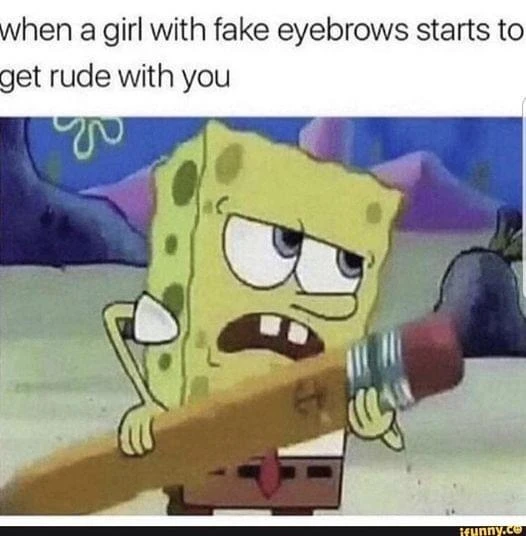 when a girl with fake eyebrows starts to
get rude with you
ifunny.co